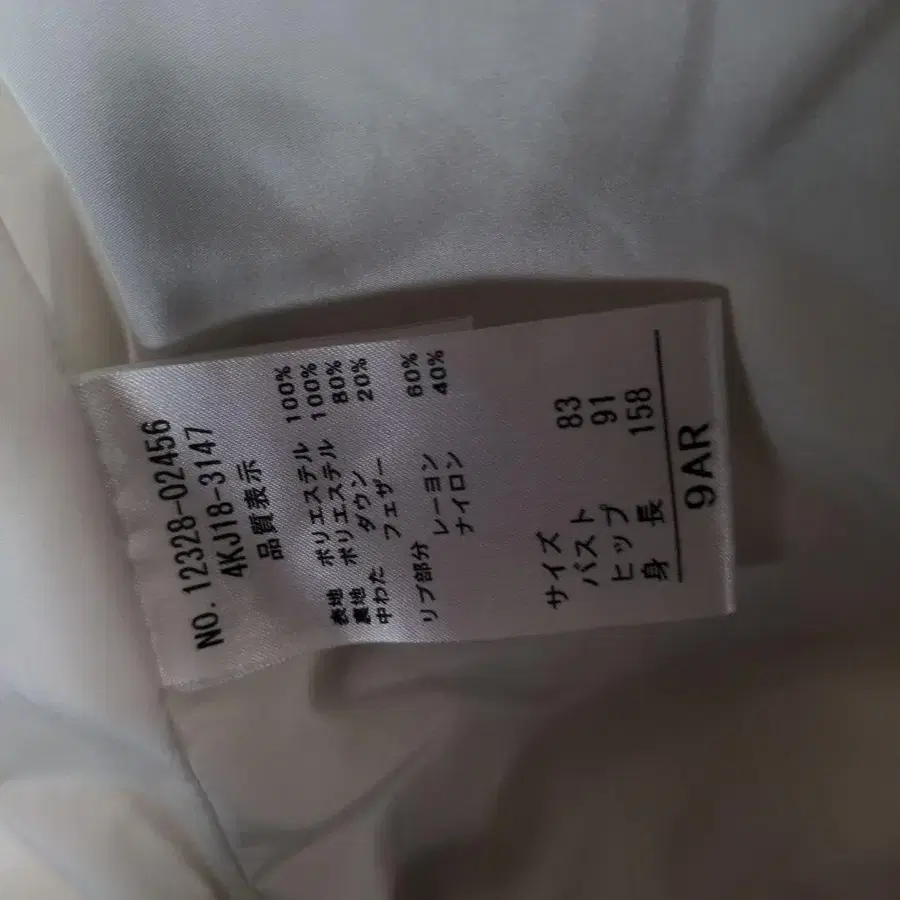 NO. 12328-02456
4KJ18-3147
品質表示
表地 ポリエステル 100%
裏地 ポリエステル 100%
中わた ダウン 80%
フェザー 20%
リブ部分 レーヨン 60%
ナイロン 40%
サイズ
バスト 83
ヒップ 91
身長 158
9AR